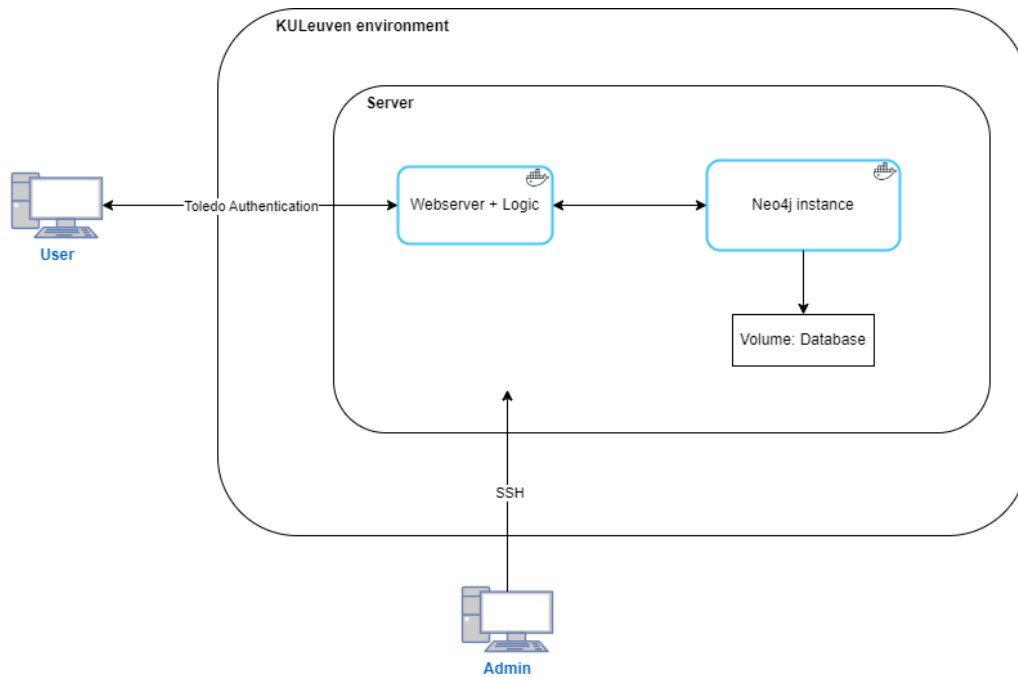 KULeuven environment
Server
Webserver + Logic
Neo4j instance
Toledo Authentication
User
Volume: Database
SSH
Admin